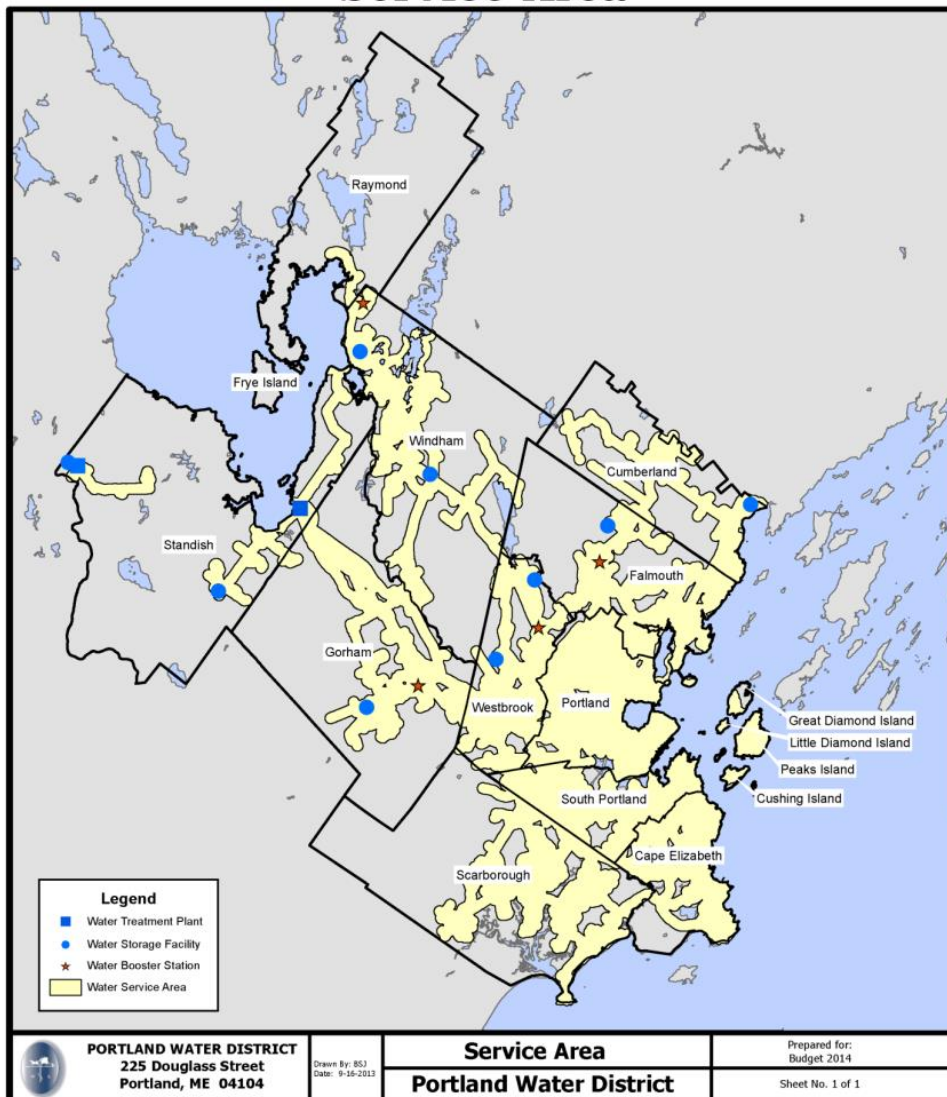 Raymond
Frye Island
Windham
Cumberland
Standish
Falmouth
Gorham
Westbrook
Portland
Great Diamond Island
Little Diamond Island
Peaks Island
Cushing Island
South Portland
Cape Elizabeth
Scarborough
Legend
Water Treatment Plant
Water Storage Facility
Water Booster Station
Water Service Area
PORTLAND WATER DISTRICT
225 Douglass Street
Portland, ME 04104
Drawn By: BSJ
Date: 9-16-2013
Service Area
Portland Water District
Prepared for:
Budget 2014
Sheet No. 1 of 1